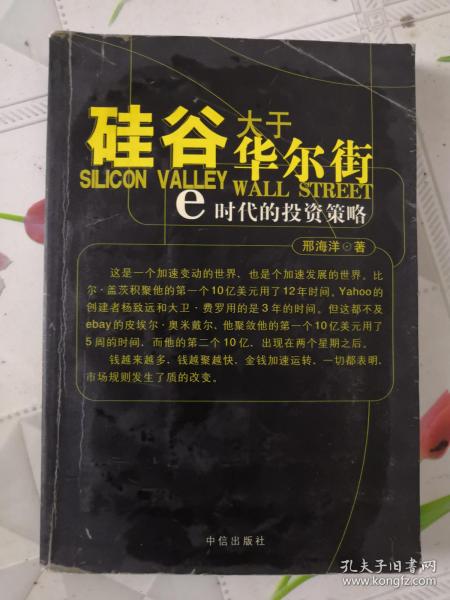 硅谷大于华尔街
SILICON VALLEY WALL STREET
e时代的投资策略
邢海洋⊙著
这是一个加速变动的世界、也是个加速发展的世界。比
尔·盖茨积聚他的第一个10亿美元用了12年时间。Yahoo的
创建者杨致远和大卫·费罗用的是3年的时间。但这都不及
ebay的皮埃尔·奥米戴尔、他聚敛他的第一个10亿美元用了
5周的时间、而他的第二个10亿、出现在两个星期之后。
钱越来越多、钱越聚越快、金钱加速运转、一切都表明、
市场规则发生了质的改变。
中信出版社
孔夫子旧书网
www.kongfz.com